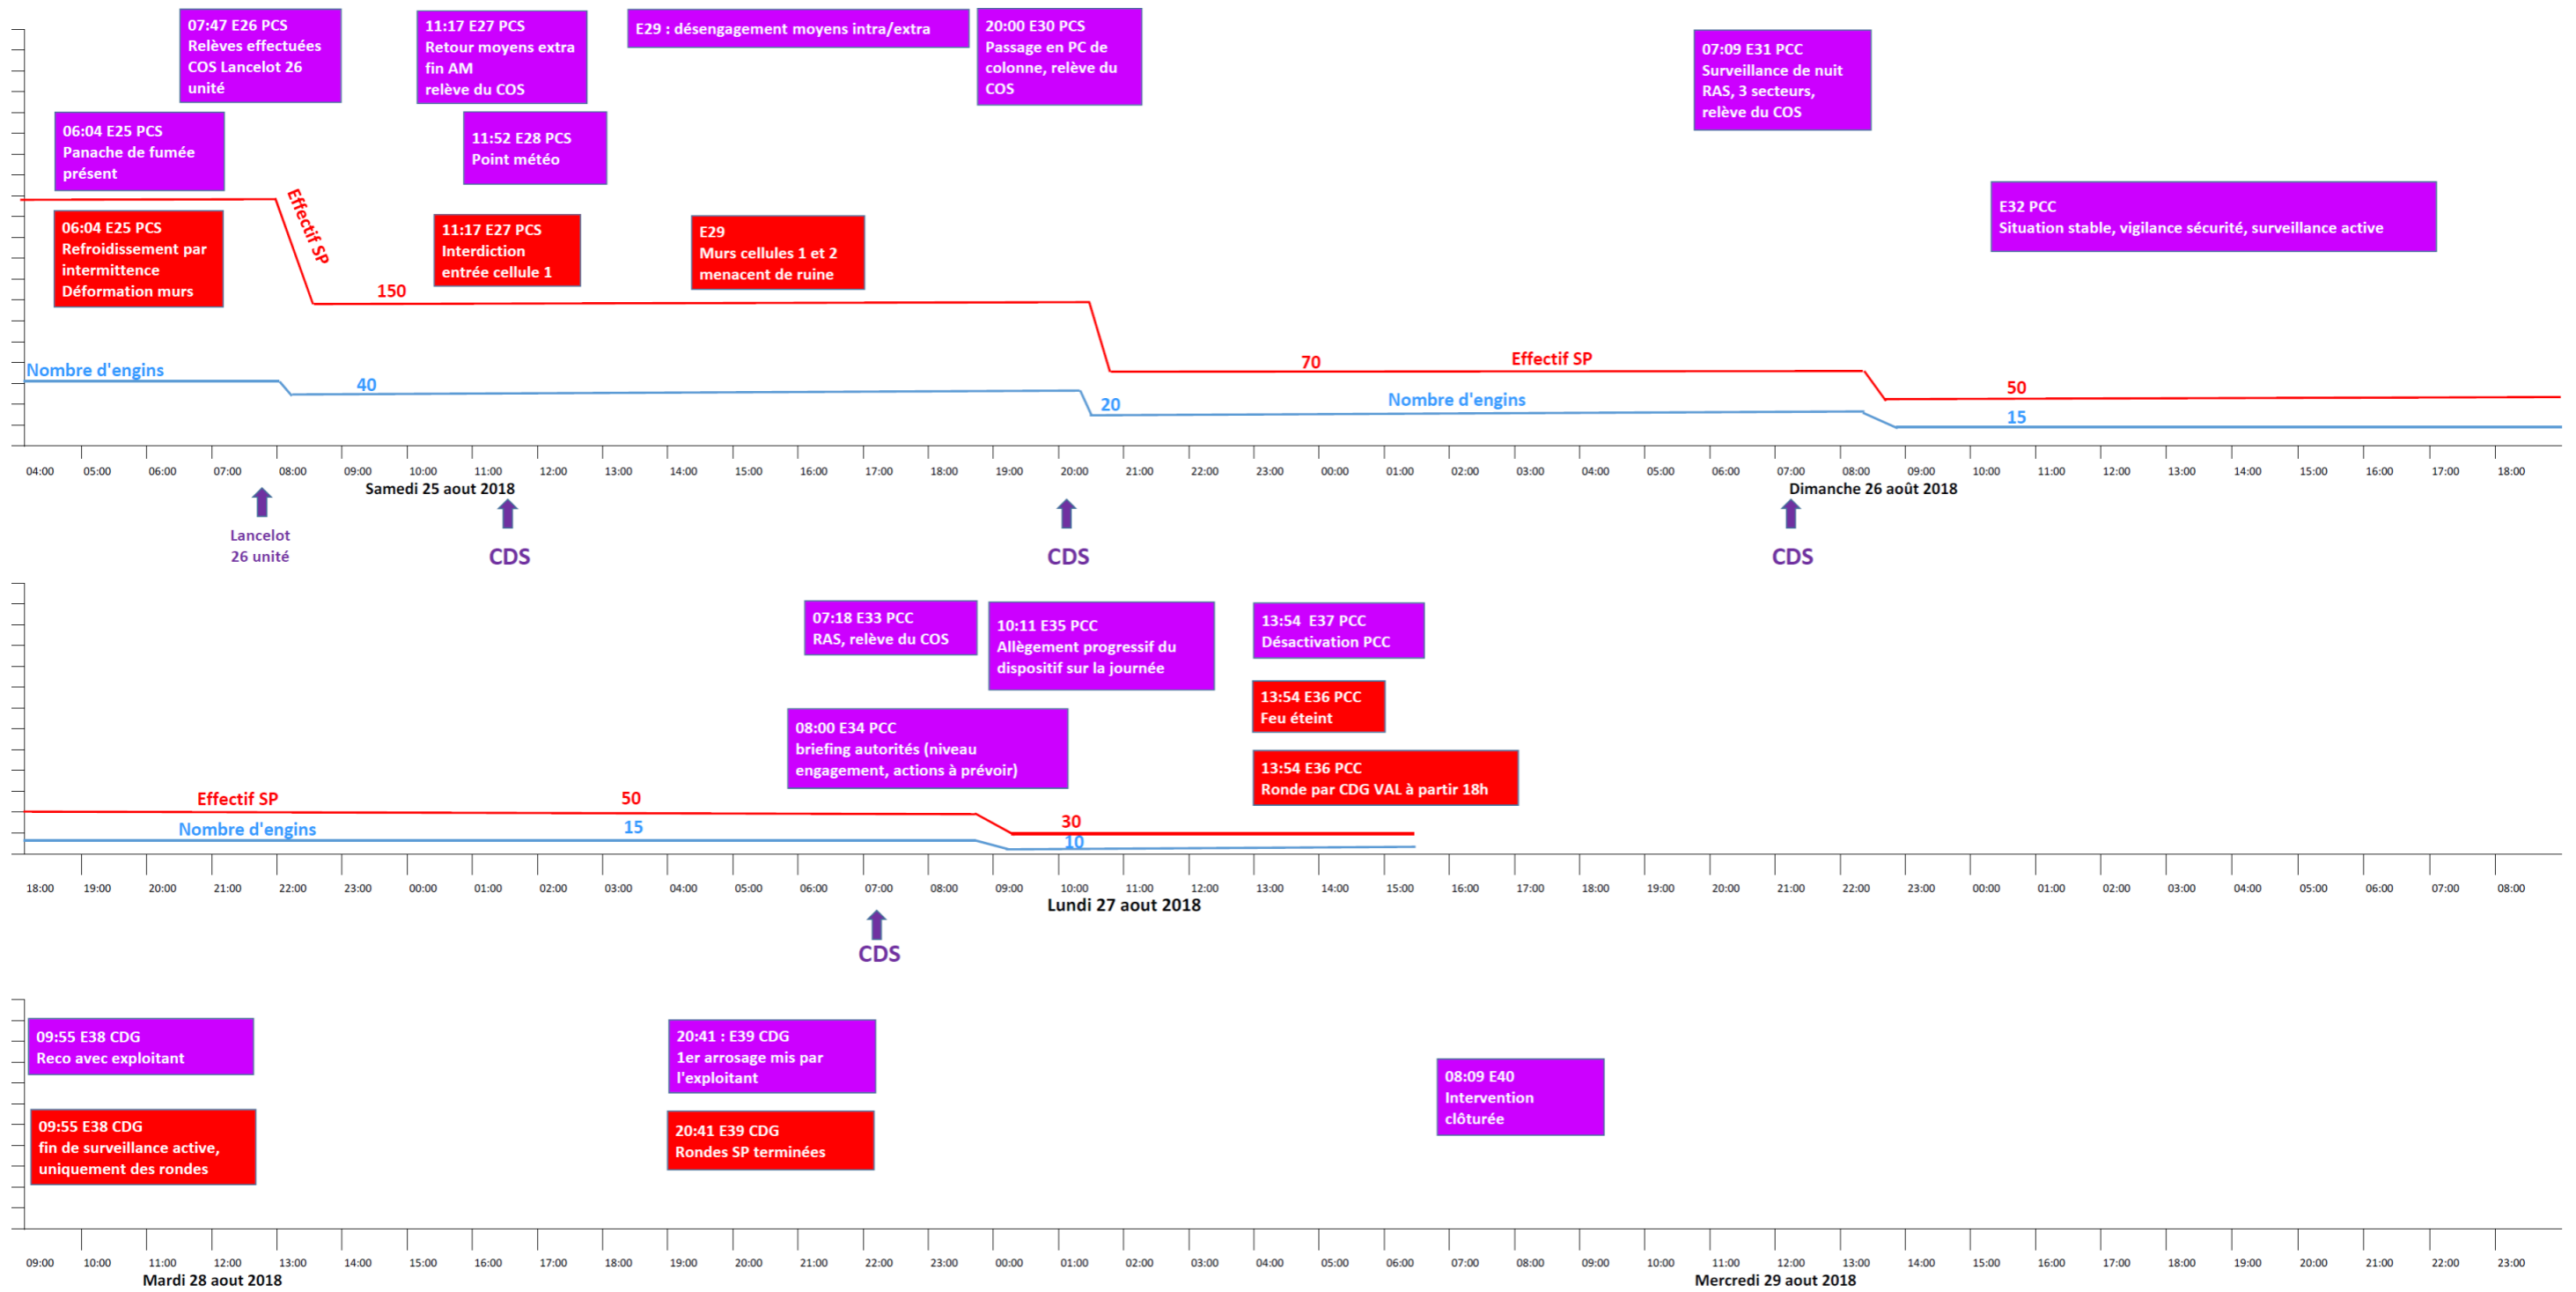 07:47 E26 PCS
Relèves effectuées
COS Lancelot 26
unité
11:17 E27 PCS
Retour moyens extra
fin AM
relève du COS
E29 : désengagement moyens intra/extra
20:00 E30 PCS
Passage en PC de
colonne, relève du
COS
07:09 E31 PCC
Surveillance de nuit
RAS, 3 secteurs,
relève du COS
06:04 E25 PCS
Panache de fumée
présent
11:52 E28 PCS
Point météo
E32 PCC
Situation stable, vigilance sécurité, surveillance active
06:04 E25 PCS
Refroidissement par
intermittence
Déformation murs
Effectif SP
11:17 E27 PCS
Interdiction
entrée cellule 1
E29
Murs cellules 1 et 2
menacent de ruine
150
70
Effectif SP
50
Nombre d'engins
40
20
Nombre d'engins
15
04:00 05:00 06:00 07:00 08:00 09:00 10:00 11:00 12:00 13:00 14:00 15:00 16:00 17:00 18:00 19:00 20:00 21:00 22:00 23:00 00:00 01:00 02:00 03:00 04:00 05:00 06:00 07:00 08:00 09:00 10:00 11:00 12:00 13:00 14:00 15:00 16:00 17:00 18:00
Samedi 25 aout 2018
Dimanche 26 août 2018
Lancelot
26 unité
CDS
CDS
CDS
07:18 E33 PCC
RAS, relève du COS
10:11 E35 PCC
Allègement progressif du
dispositif sur la journée
13:54 E37 PCC
Désactivation PCC
08:00 E34 PCC
briefing autorités (niveau
engagement, actions à prévoir)
13:54 E36 PCC
Feu éteint
13:54 E36 PCC
Ronde par CDG VAL à partir 18h
Effectif SP
50
30
Nombre d'engins
15
10
18:00 19:00 20:00 21:00 22:00 23:00 00:00 01:00 02:00 03:00 04:00 05:00 06:00 07:00 08:00 09:00 10:00 11:00 12:00 13:00 14:00 15:00 16:00 17:00 18:00 19:00 20:00 21:00 22:00 23:00 00:00 01:00 02:00 03:00 04:00 05:00 06:00 07:00 08:00
Lundi 27 aout 2018
CDS
09:55 E38 CDG
Reco avec exploitant
20:41 : E39 CDG
1er arrosage mis par
l'exploitant
08:09 E40
Intervention
clôturée
09:55 E38 CDG
fin de surveillance active,
uniquement des rondes
20:41 E39 CDG
Rondes SP terminées
09:00 10:00 11:00 12:00 13:00 14:00 15:00 16:00 17:00 18:00 19:00 20:00 21:00 22:00 23:00 00:00 01:00 02:00 03:00 04:00 05:00 06:00 07:00 08:00 09:00 10:00 11:00 12:00 13:00 14:00 15:00 16:00 17:00 18:00 19:00 20:00 21:00 22:00 23:00
Mardi 28 aout 2018
Mercredi 29 aout 2018